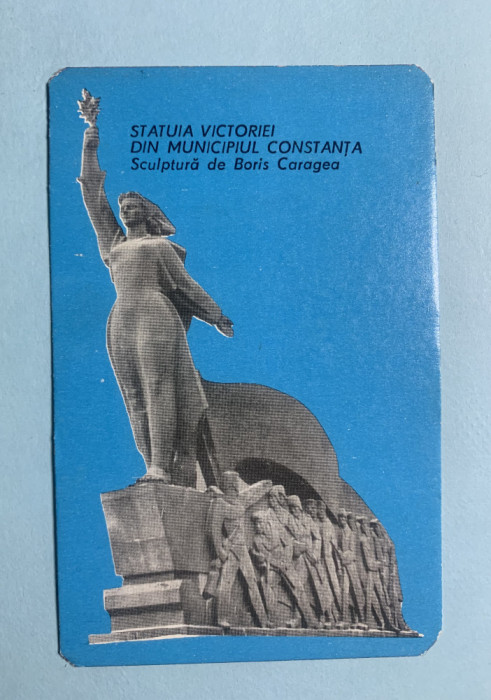 STATUIA VICTORIEI
DIN MUNICIPIUL CONSTANȚA
Sculptură de Boris Caragea